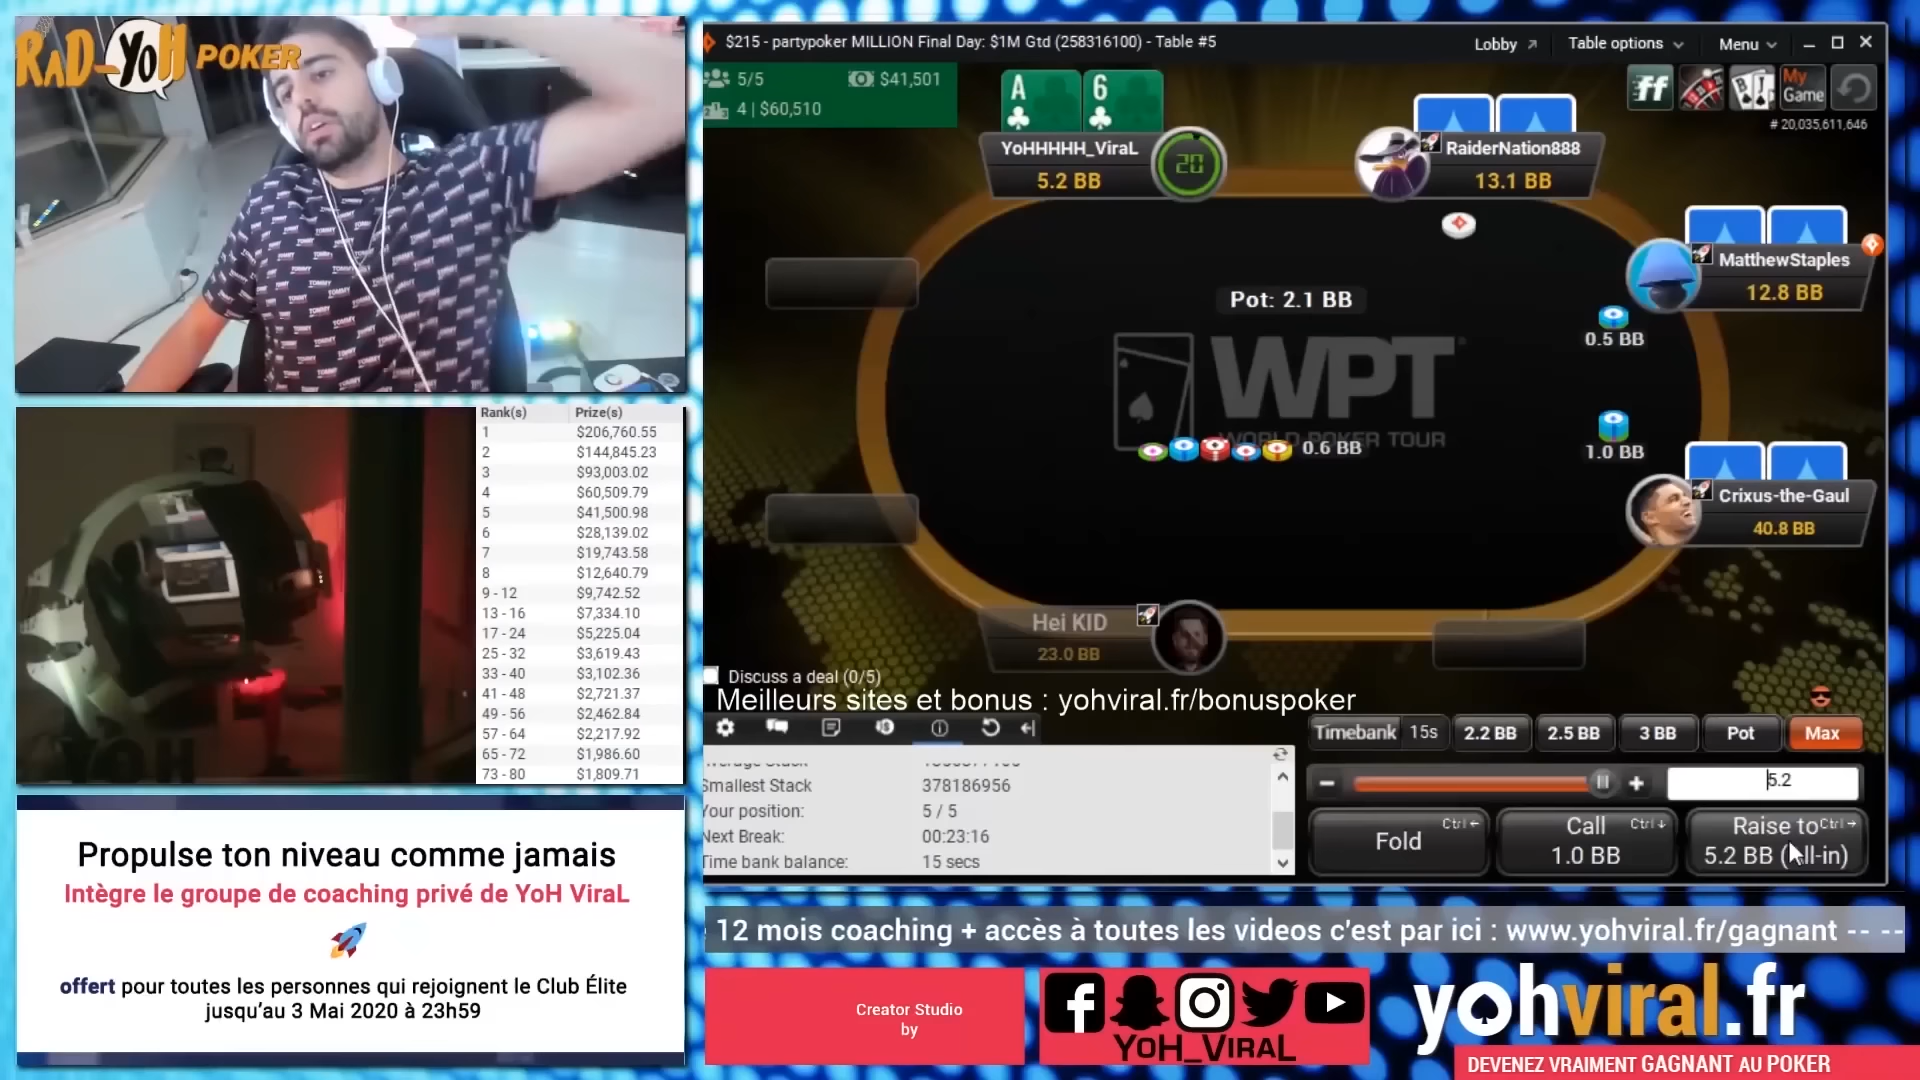 RAD-YOH POKER
Rank(s) Prize(s)
1 $206,760.55
2 $144,845.23
3 $93,003.02
4 $60,509.79
5 $41,500.98
6 $28,139.02
7 $19,743.58
8 $12,640.79
9 - 12 $9,742.52
13 - 16 $7,334.10
17 - 24 $5,225.04
25 - 32 $3,619.43
33 - 40 $3,102.36
41 - 48 $2,721.37
49 - 56 $2,462.84
57 - 64 $2,217.92
65 - 72 $1,986.60
73 - 80 $1,809.71
YOH
Propulse ton niveau comme jamais
Intègre le groupe de coaching privé de YoH ViraL
offert pour toutes les personnes qui rejoignent le Club Élite
jusqu'au 3 Mai 2020 à 23h59
$215 - partypoker MILLION Final Day: $1M Gtd (258316100) - Table #5
Lobby Table options Menu
5/5 $41,501
4 | $60,510
A 6
ff My Game
# 20,035,611,646
YoHHHHH_ViraL
5.2 BB
20
RaiderNation888
13.1 BB
MatthewStaples
12.8 BB
Pot: 2.1 BB
0.5 BB
WPT
WORLD POKER TOUR
0.6 BB
1.0 BB
Crixus-the-Gaul
40.8 BB
Hei KID
23.0 BB
Discuss a deal (0/5)
Meilleurs sites et bonus : yohviral.fr/bonuspoker
Timebank 15s 2.2 BB 2.5 BB 3 BB Pot Max
Smallest Stack 378186956
Your position: 5 / 5
Next Break: 00:23:16
Time bank balance: 15 secs
5.2
Fold Ctrl
Call Ctrl
1.0 BB
Raise to Ctrl
5.2 BB (All-in)
12 mois coaching + accès à toutes les videos c'est par ici : www.yohviral.fr/gagnant -- --
Creator Studio
by
YoH_ViraL
yohviral.fr
DEVENEZ VRAIMENT GAGNANT AU POKER